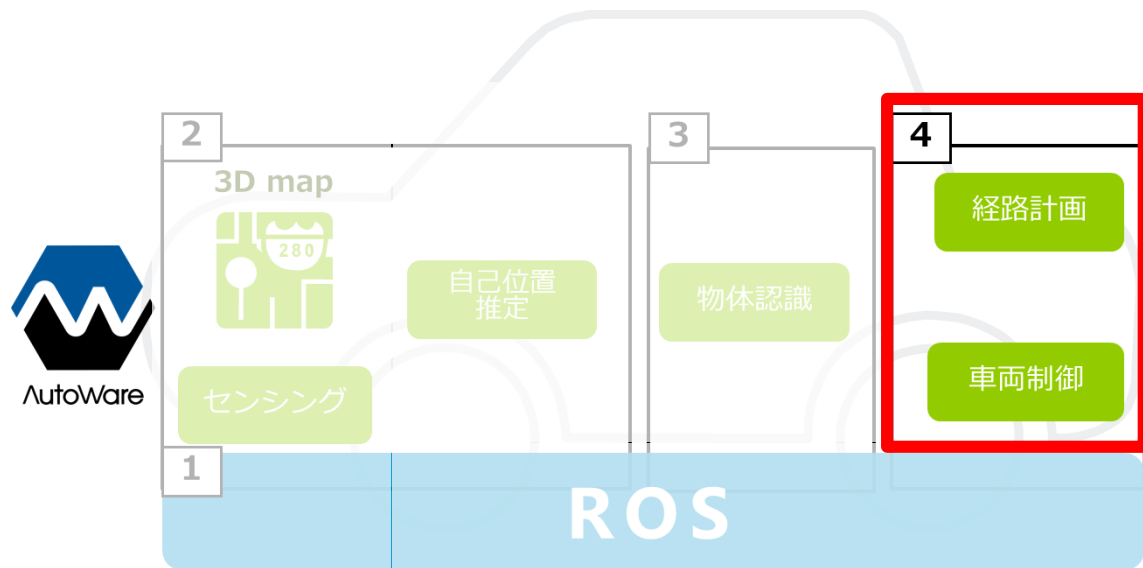 2
3
4
3D map
280
経路計画
自己位置
推定
物体認識
車両制御
AutoWare
センシング
1
ROS